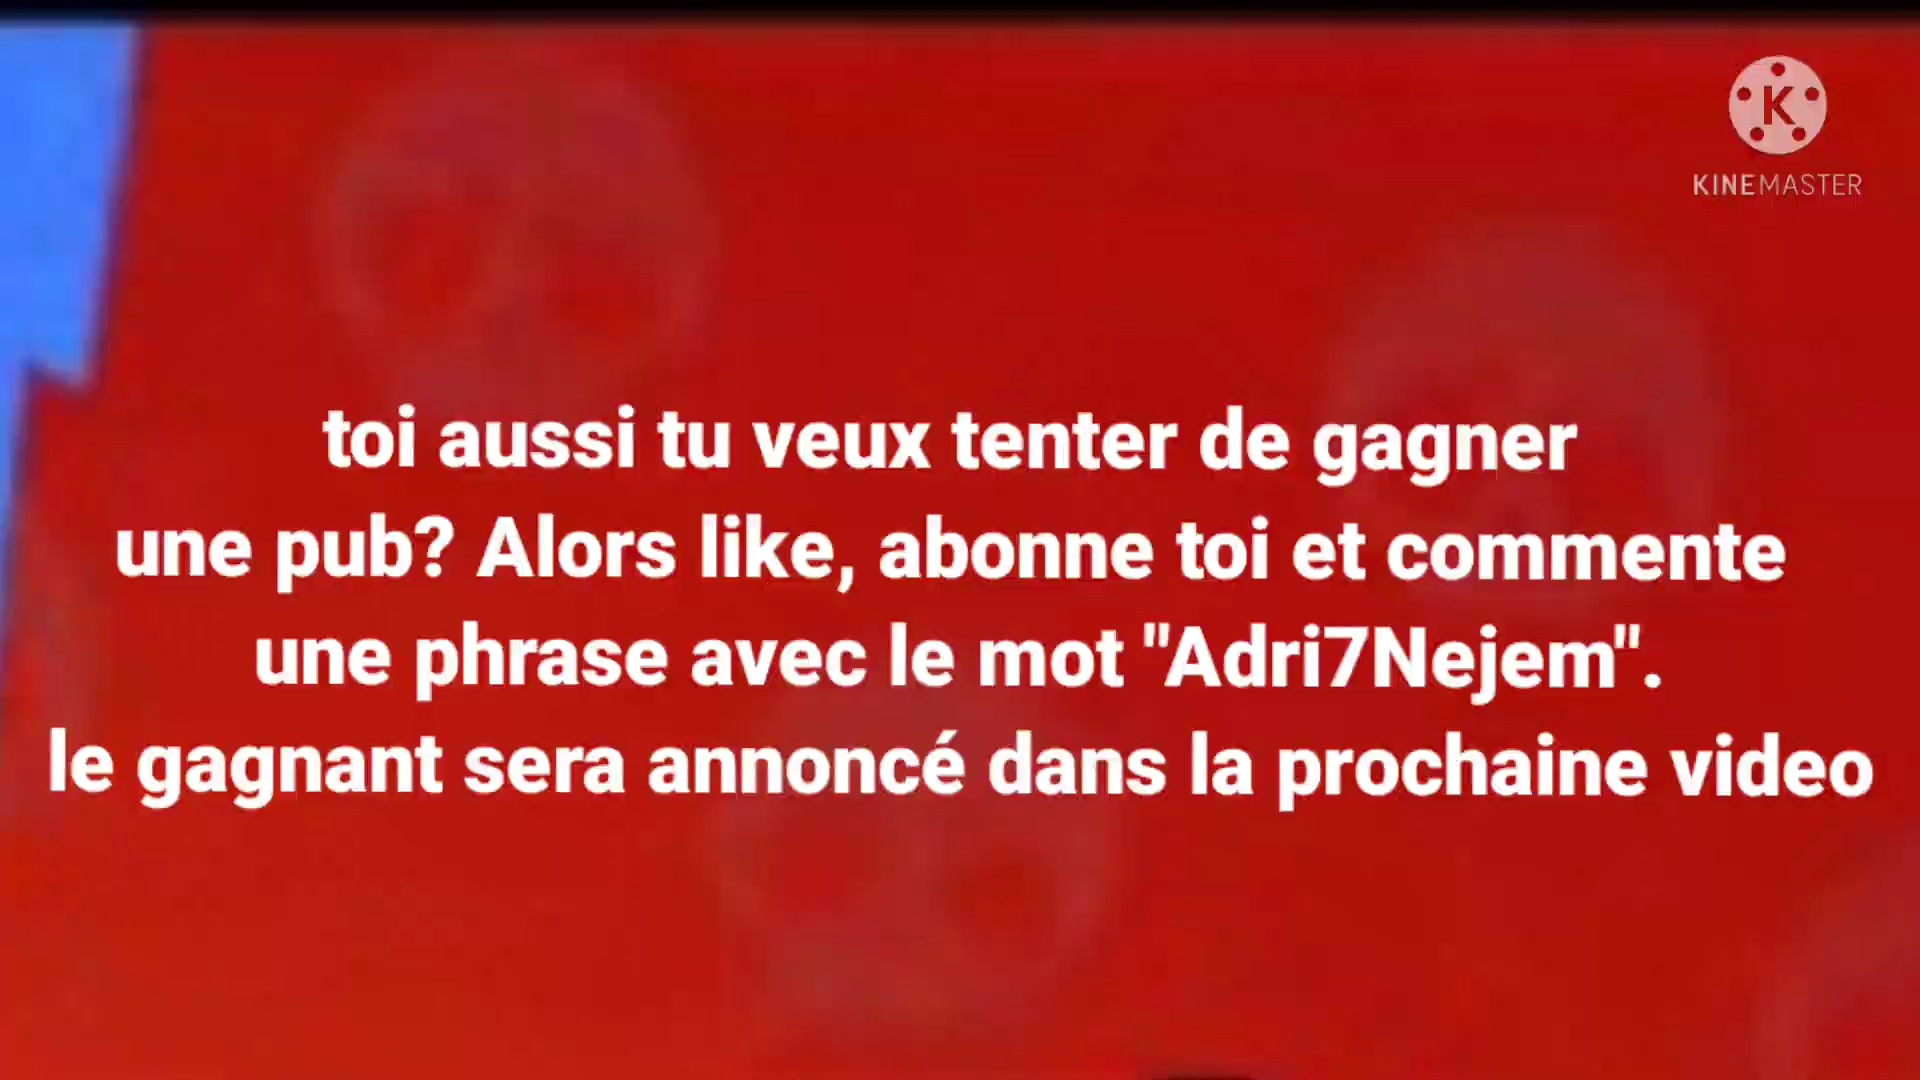 K
KINEMASTER
toi aussi tu veux tenter de gagner
une pub? Alors like, abonne toi et commente
une phrase avec le mot "Adri7Nejem".
le gagnant sera annoncé dans la prochaine video